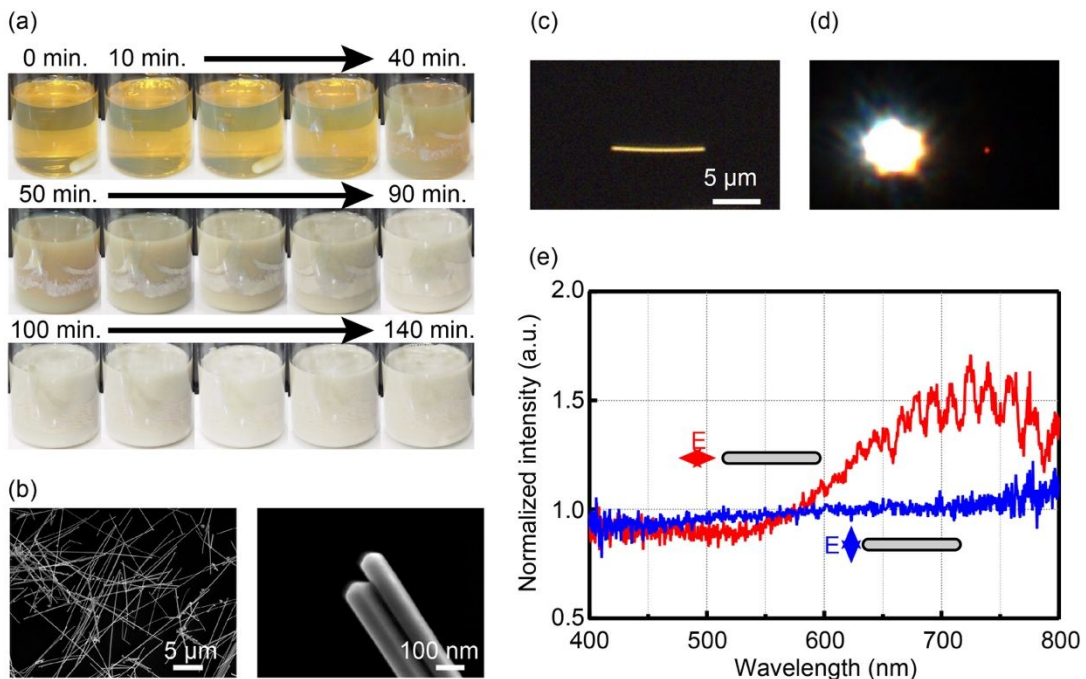 (a)
0 min. 10 min. 40 min.
50 min. 90 min.
100 min. 140 min.
(b)
5 µm
100 nm
(c)
5 µm
(d)
(e)
2.0
1.5
1.0
0.5
Normalized intensity (a.u.)
E
E
400 500 600 700 800
Wavelength (nm)